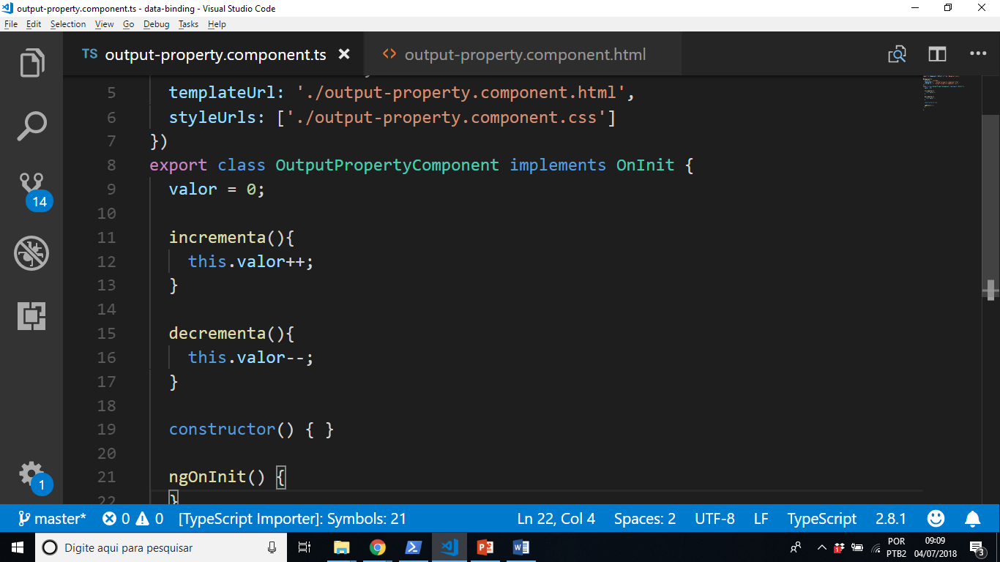 output-property.component.ts - data-binding - Visual Studio Code
File Edit Selection View Go Debug Tasks Help
TS output-property.component.ts output-property.component.html
5 templateUrl: './output-property.component.html',
6 styleUrls: ['./output-property.component.css']
7 })
8 export class OutputPropertyComponent implements OnInit {
9 valor = 0;
10
11 incrementa(){
12 this.valor++;
13 }
14
15 decrementa(){
16 this.valor--;
17 }
18
19 constructor() { }
20
21 ngOnInit() {
22 }
14
1
master* 0 0 [TypeScript Importer]: Symbols: 21 Ln 22, Col 4 Spaces: 2 UTF-8 LF TypeScript 2.8.1
Digite aqui para pesquisar
POR 09:09
PTB2 04/07/2018 3